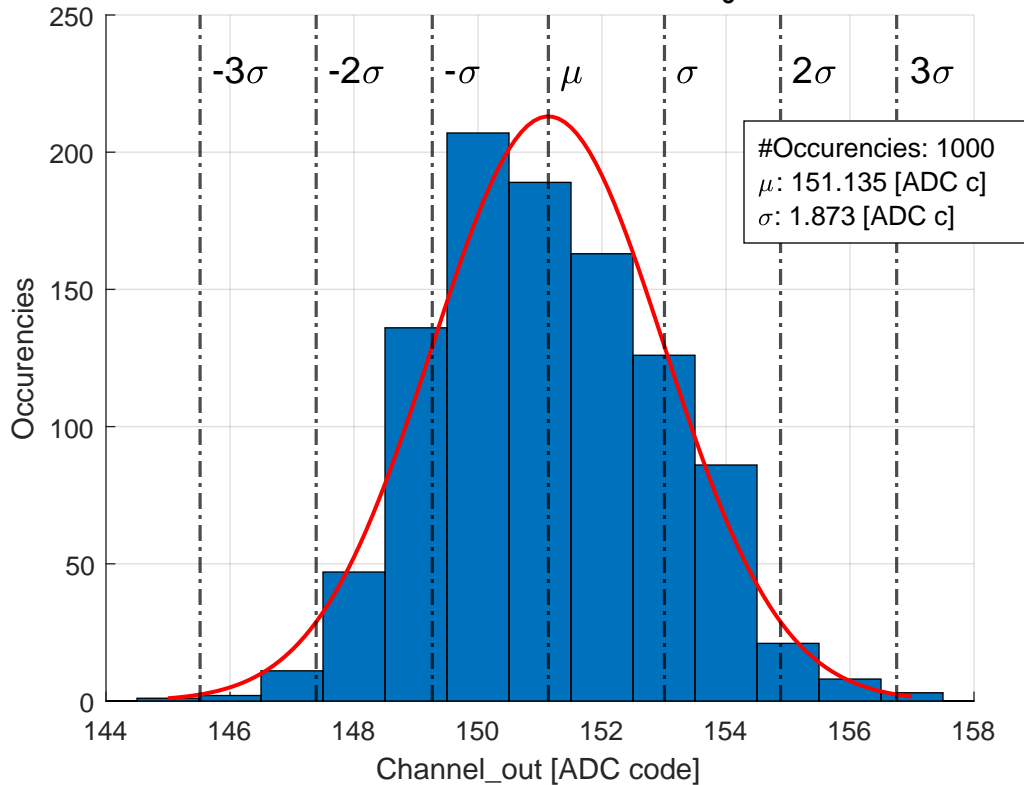 250
200
150
100
50
0
Occurencies
-3σ -2σ -σ μ σ 2σ 3σ
#Occurencies: 1000
μ: 151.135 [ADC c]
σ: 1.873 [ADC c]
144 146 148 150 152 154 156 158
Channel_out [ADC code]